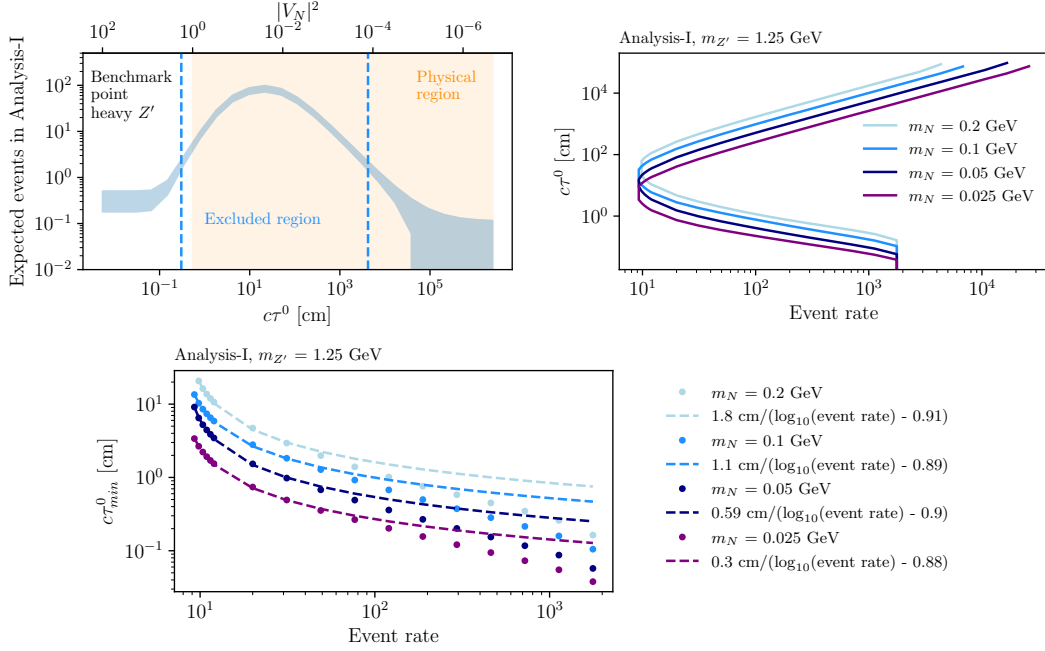 |V_N|^2
10^2 10^0 10^-2 10^-4 10^-6
Expected events in Analysis-I
10^2
10^1
10^0
10^-1
10^-2
Benchmark
point
heavy Z′
Physical
region
Excluded region
10^-1 10^1 10^3 10^5
cτ^0 [cm]
Analysis-I, m_Z′ = 1.25 GeV
cτ^0 [cm]
10^4
10^2
10^0
m_N = 0.2 GeV
m_N = 0.1 GeV
m_N = 0.05 GeV
m_N = 0.025 GeV
10^1 10^2 10^3 10^4
Event rate
Analysis-I, m_Z′ = 1.25 GeV
cτ^0_min [cm]
10^1
10^0
10^-1
10^1 10^2 10^3
Event rate
m_N = 0.2 GeV
1.8 cm/(log_10(event rate) - 0.91)
m_N = 0.1 GeV
1.1 cm/(log_10(event rate) - 0.89)
m_N = 0.05 GeV
0.59 cm/(log_10(event rate) - 0.9)
m_N = 0.025 GeV
0.3 cm/(log_10(event rate) - 0.88)